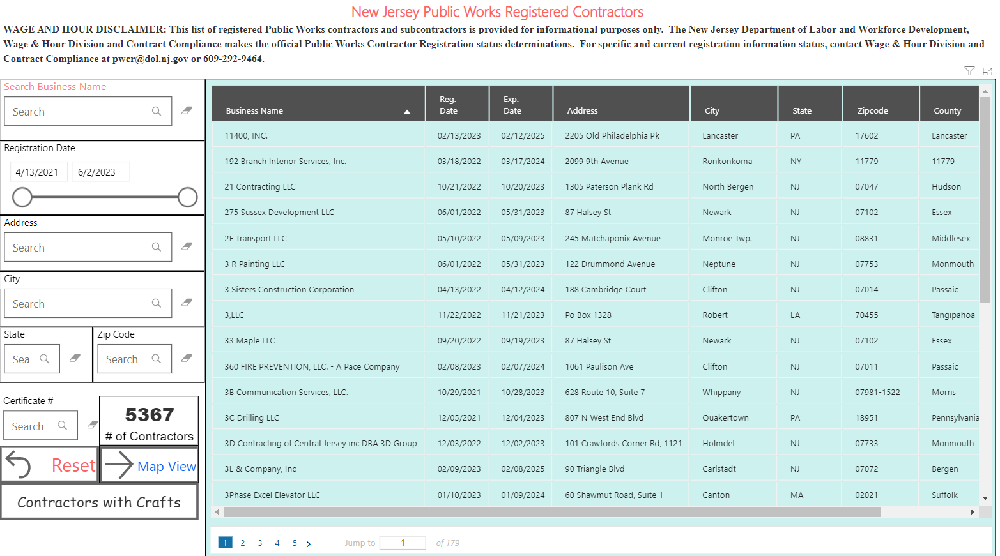 New Jersey Public Works Registered Contractors
WAGE AND HOUR DISCLAIMER: This list of registered Public Works contractors and subcontractors is provided for informational purposes only. The New Jersey Department of Labor and Workforce Development,
Wage & Hour Division and Contract Compliance makes the official Public Works Contractor Registration status determinations. For specific and current registration information status, contact Wage & Hour Division and
Contract Compliance at pwcr@dol.nj.gov or 609-292-9464.
Search Business Name
Search
Registration Date
4/13/2021 6/2/2023
Address
Search
City
Search
State Zip Code
Sea Search
Certificate #
Search
5367
# of Contractors
Reset
Map View
Contractors with Crafts
Business Name Reg. Date Exp. Date Address City State Zipcode County
11400, INC. 02/13/2023 02/12/2025 2205 Old Philadelphia Pk Lancaster PA 17602 Lancaster
192 Branch Interior Services, Inc. 03/18/2022 03/17/2024 2099 9th Avenue Ronkonkoma NY 11779 11779
21 Contracting LLC 10/21/2022 10/20/2023 1305 Paterson Plank Rd North Bergen NJ 07047 Hudson
275 Sussex Development LLC 06/01/2022 05/31/2023 87 Halsey St Newark NJ 07102 Essex
2E Transport LLC 05/10/2022 05/09/2023 245 Matchaponix Avenue Monroe Twp. NJ 08831 Middlesex
3 R Painting LLC 06/01/2022 05/31/2023 122 Drummond Avenue Neptune NJ 07753 Monmouth
3 Sisters Construction Corporation 04/13/2022 04/12/2024 188 Cambridge Court Clifton NJ 07014 Passaic
3,LLC 11/22/2022 11/21/2023 Po Box 1328 Robert LA 70455 Tangipahoa
33 Maple LLC 09/20/2022 09/19/2023 87 Halsey St Newark NJ 07102 Essex
360 FIRE PREVENTION, LLC. - A Pace Company 02/08/2023 02/07/2024 1061 Paulison Ave Clifton NJ 07011 Passaic
3B Communication Services, LLC. 10/29/2021 10/28/2023 628 Route 10, Suite 7 Whippany NJ 07981-1522 Morris
3C Drilling LLC 12/05/2021 12/04/2023 807 N West End Blvd Quakertown PA 18951 Pennsylvania
3D Contracting of Central Jersey inc DBA 3D Group 12/03/2022 12/02/2023 101 Crawfords Corner Rd, 1121 Holmdel NJ 07733 Monmouth
3L & Company, Inc 02/09/2023 02/08/2025 90 Triangle Blvd Carlstadt NJ 07072 Bergen
3Phase Excel Elevator LLC 01/10/2023 01/09/2024 60 Shawmut Road, Suite 1 Canton MA 02021 Suffolk
1 2 3 4 5 Jump to 1 of 179